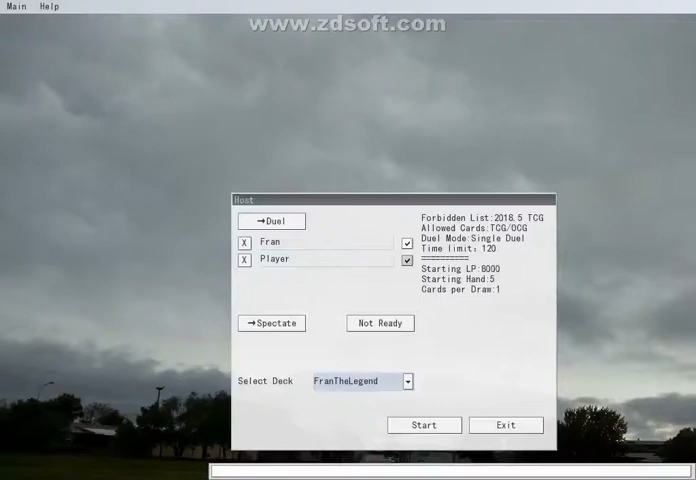 Main Help
www.zdsoft.com
Host
→Duel
X Fran
X Player
Forbidden List:2018.5 TCG
Allowed Cards:TCG/OCG
Duel Mode:Single Duel
Time limit: 120
==========
Starting LP:8000
Starting Hand:5
Cards per Draw:1
→Spectate
Not Ready
Select Deck FranTheLegend
Start
Exit